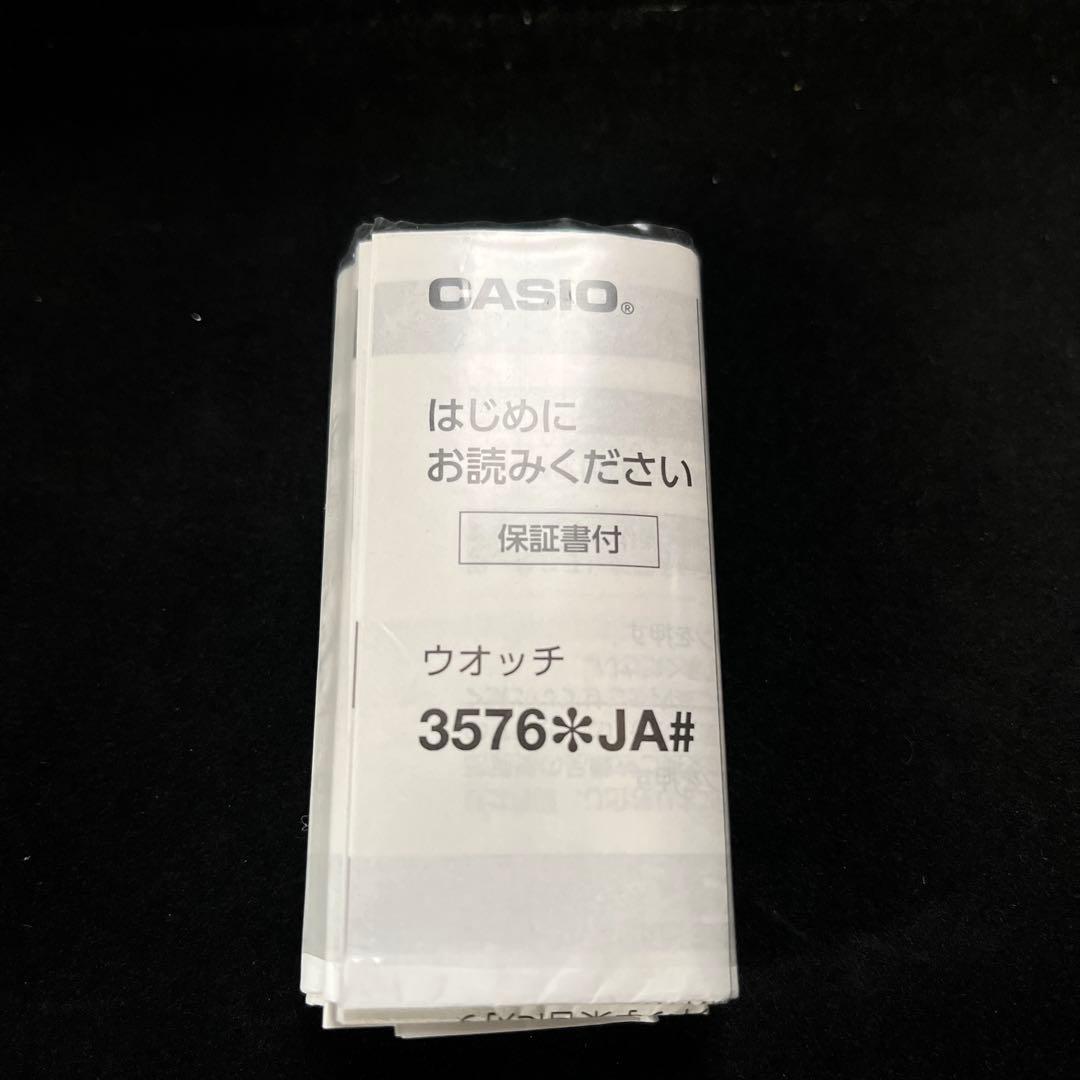 CASIO®
はじめに
お読みください
保証書付
ウオッチ
3576✻JA#